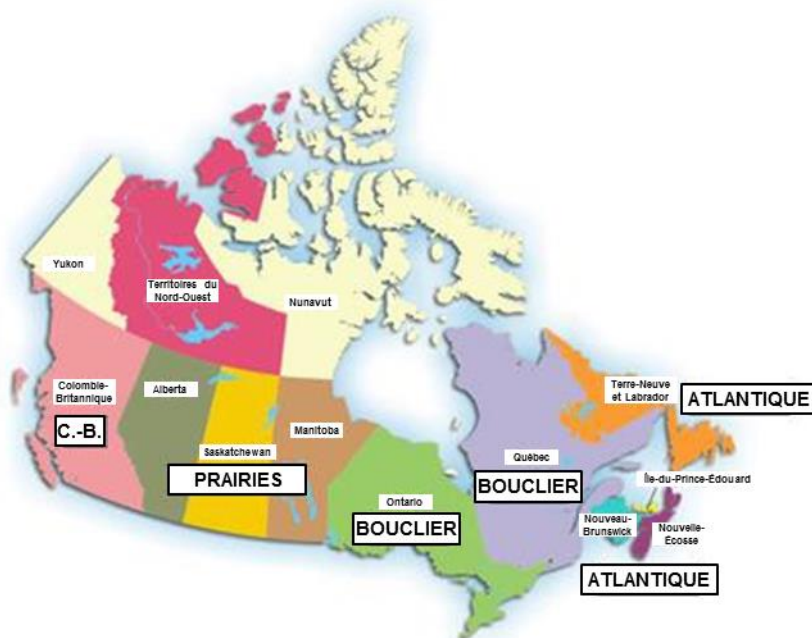 Yukon
Territoires du
Nord-Ouest
Nunavut
Colombie-
Britannique
C.-B.
Alberta
Saskatchewan
Manitoba
PRAIRIES
Ontario
BOUCLIER
Québec
BOUCLIER
Terre-Neuve
et Labrador
ATLANTIQUE
Île-du-Prince-Édouard
Nouveau-
Brunswick
Nouvelle-
Écosse
ATLANTIQUE